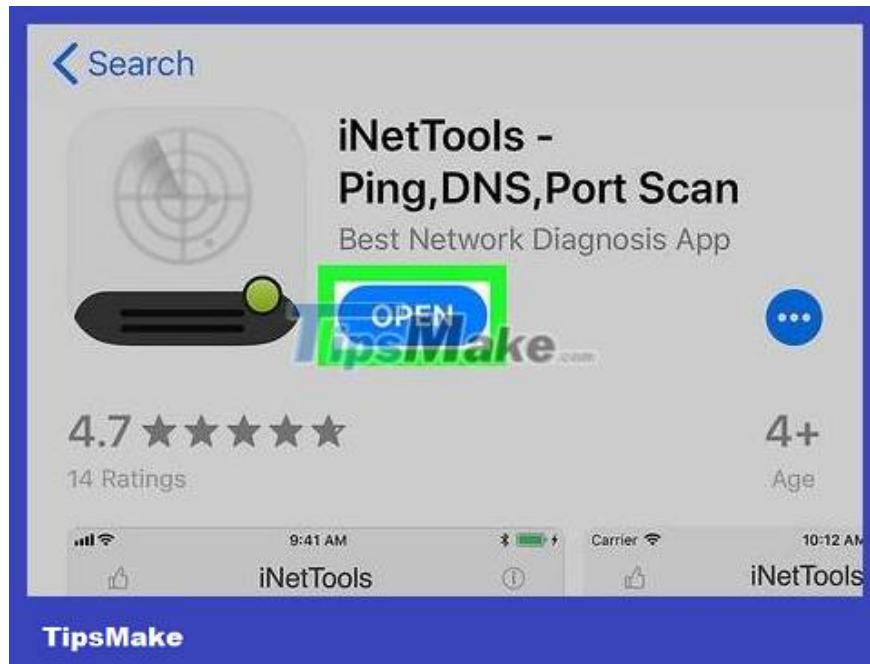 Search
iNetTools -
Ping,DNS,Port Scan
Best Network Diagnosis App
OPEN
TipsMake.com
4.7
4+
14 Ratings
Age
9:41 AM
Carrier
10:12 AM
iNetTools
iNetTools
TipsMake